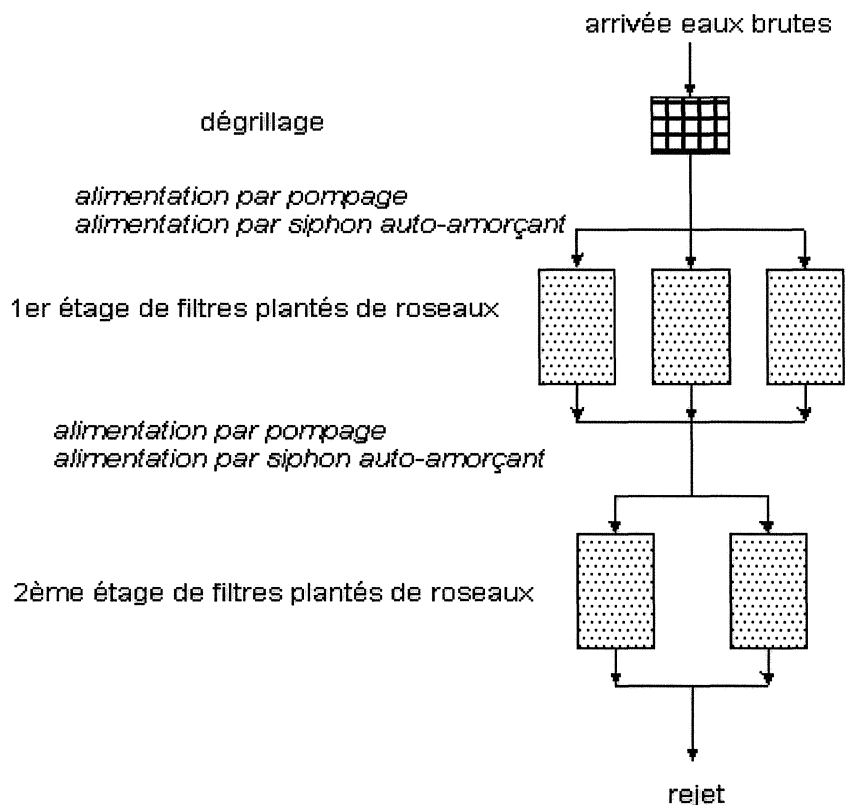 arrivée eaux brutes
dégrillage
alimentation par pompage
alimentation par siphon auto-amorçant
1er étage de filtres plantés de roseaux
alimentation par pompage
alimentation par siphon auto-amorçant
2ème étage de filtres plantés de roseaux
rejet